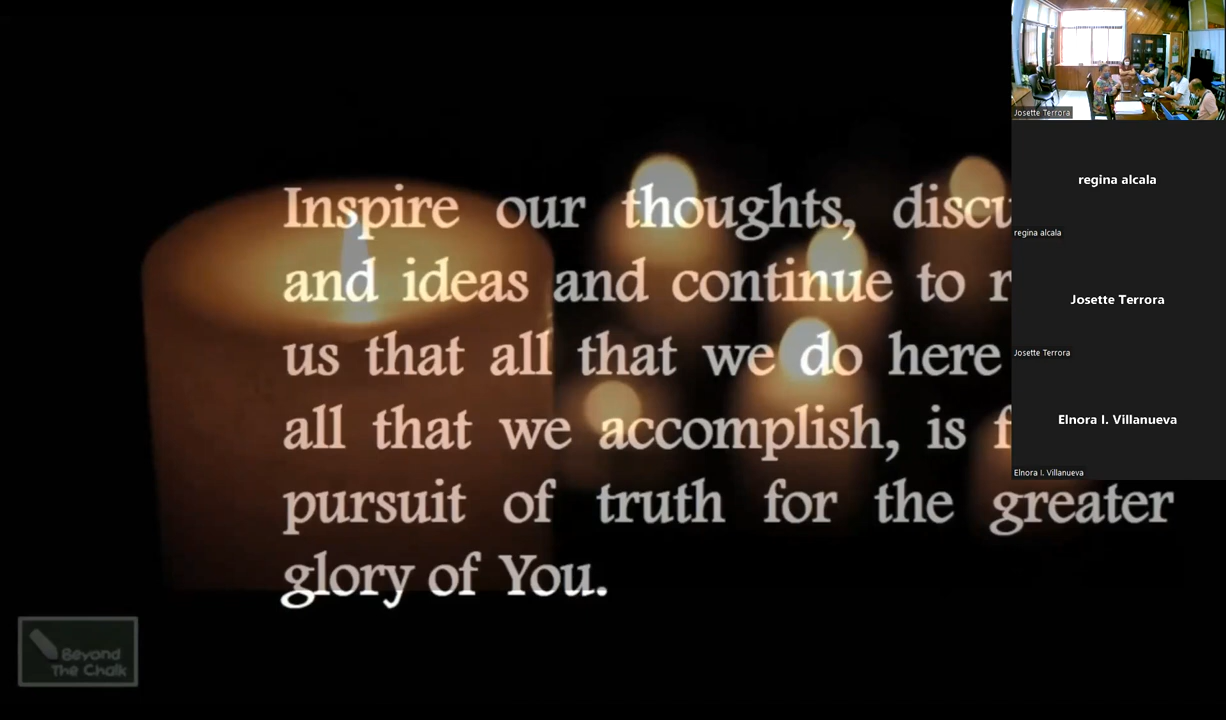 Inspire our thoughts,
and ideas and continue to
us that all that we do here
all that we accomplish, is
pursuit of truth for the greater
glory of You.
Beyond
The Chalk
Josette Terrora
regina alcala
regina alcala
Josette Terrora
Josette Terrora
Elnora I. Villanueva
Elnora I. Villanueva